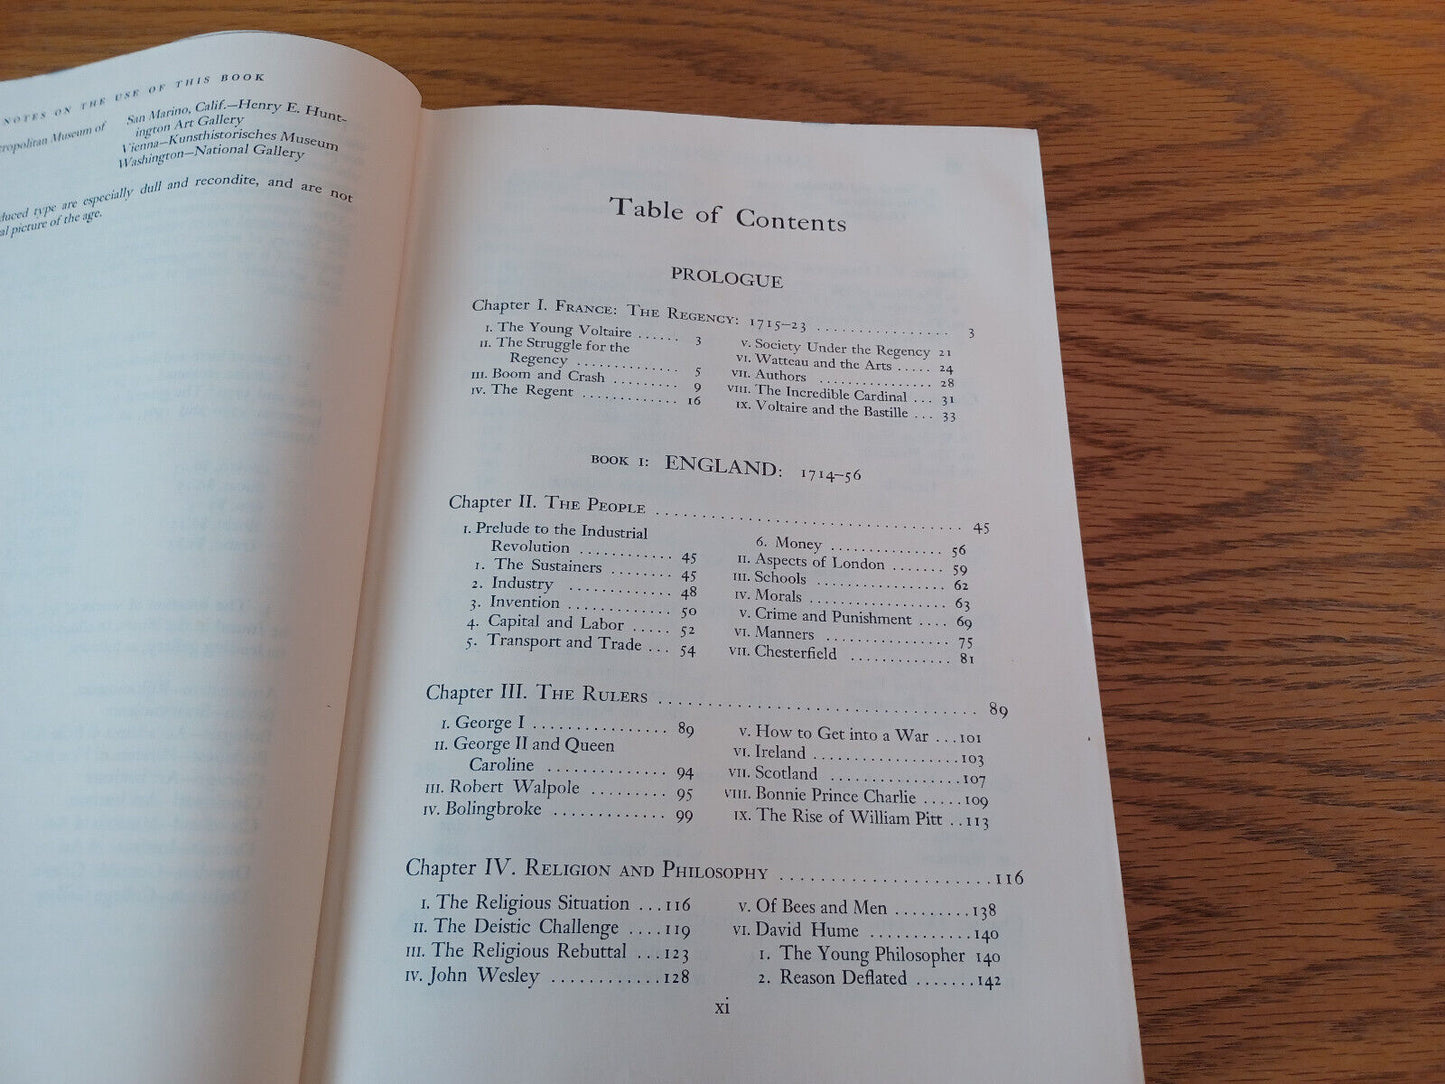 NOTES ON THE USE OF THIS BOOK
Museum of
San Marino, Calif.—Henry E. Hunt-
ington Art Gallery
Vienna—Kunsthistorisches Museum
Washington—National Gallery
type are especially dull and recondite, and are not
picture of the age.
Table of Contents
PROLOGUE
Chapter I. France: The Regency: 1715–23 . . . . . . . . . . . . . . . . 3
I. The Young Voltaire . . . . . . 3
II. The Struggle for the
Regency . . . . . . . . . . . . . 5
III. Boom and Crash . . . . . . . . . 9
IV. The Regent . . . . . . . . . . . . 16
V. Society Under the Regency 21
VI. Watteau and the Arts . . . . . 24
VII. Authors . . . . . . . . . . . . . . 28
VIII. The Incredible Cardinal . . . 31
IX. Voltaire and the Bastille . . . 33
BOOK I: ENGLAND: 1714–56
Chapter II. The People . . . . . . . . . . . . . . . . . . . . . . . . . . . . . . 45
I. Prelude to the Industrial
Revolution . . . . . . . . . . . . 45
1. The Sustainers . . . . . . . . 45
2. Industry . . . . . . . . . . . . . 48
3. Invention . . . . . . . . . . . . 50
4. Capital and Labor . . . . . 52
5. Transport and Trade . . . 54
6. Money . . . . . . . . . . . . . . 56
II. Aspects of London . . . . . . . 59
III. Schools . . . . . . . . . . . . . . . 62
IV. Morals . . . . . . . . . . . . . . . . 63
V. Crime and Punishment . . . . 69
VI. Manners . . . . . . . . . . . . . . 75
VII. Chesterfield . . . . . . . . . . . . 81
Chapter III. The Rulers . . . . . . . . . . . . . . . . . . . . . . . . . . . . . 89
I. George I . . . . . . . . . . . . . . . 89
II. George II and Queen
Caroline . . . . . . . . . . . . . . 94
III. Robert Walpole . . . . . . . . . 95
IV. Bolingbroke . . . . . . . . . . . . . 99
V. How to Get into a War . . . 101
VI. Ireland . . . . . . . . . . . . . . . . 103
VII. Scotland . . . . . . . . . . . . . . . 107
VIII. Bonnie Prince Charlie . . . . . 109
IX. The Rise of William Pitt . . 113
Chapter IV. Religion and Philosophy . . . . . . . . . . . . . . . . . . . 116
I. The Religious Situation . . . 116
II. The Deistic Challenge . . . . 119
III. The Religious Rebuttal . . . 123
IV. John Wesley . . . . . . . . . . . . 128
V. Of Bees and Men . . . . . . . . . 138
VI. David Hume . . . . . . . . . . . . 140
1. The Young Philosopher 140
2. Reason Deflated . . . . . . . 142
xi